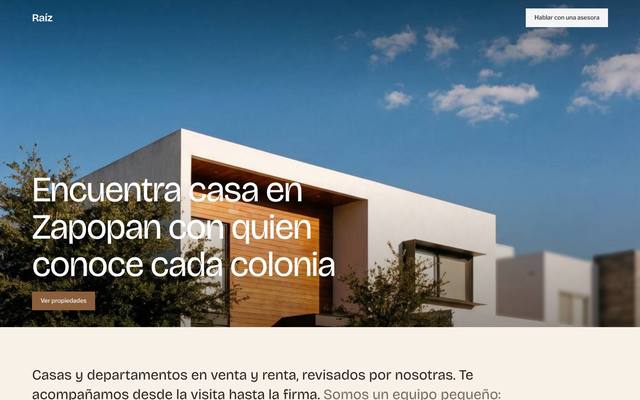 Raíz
Hablar con una asesora
Encuentra casa en
Zapopan con quien
conoce cada colonia
Ver propiedades
Casas y departamentos en venta y renta, revisados por nosotras. Te
acompañamos desde la visita hasta la firma. Somos un equipo pequeño: